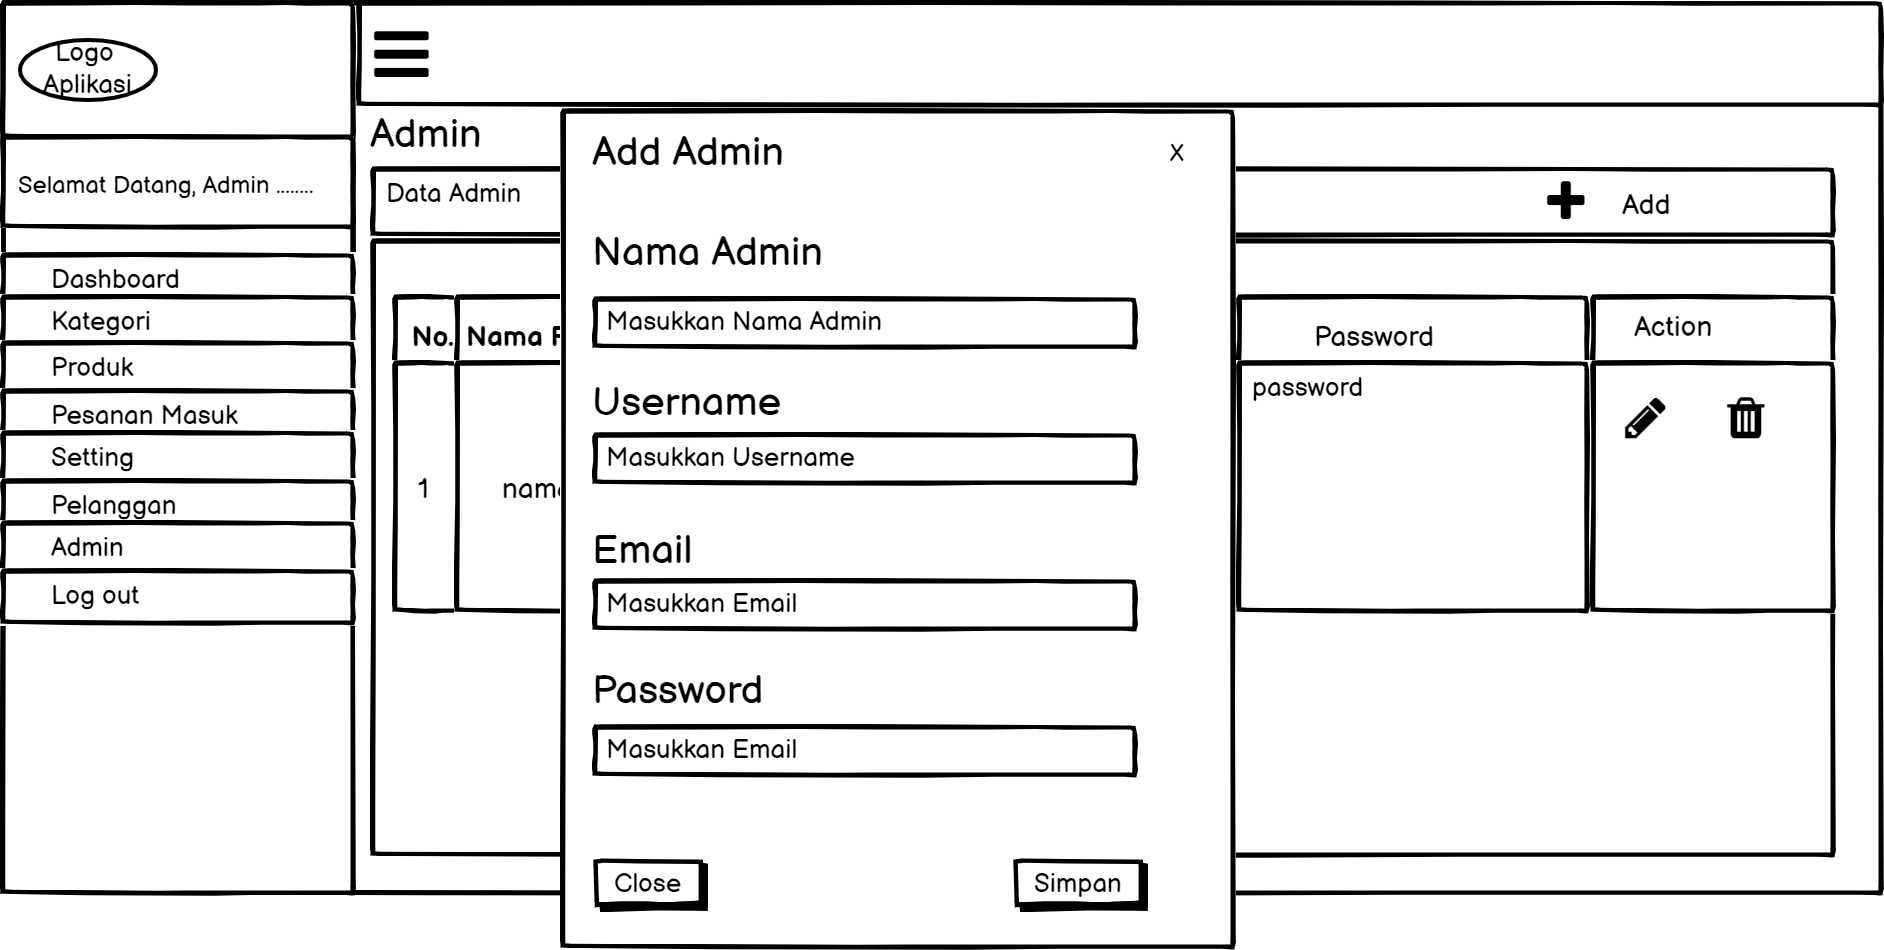 Logo
Aplikasi
Selamat Datang, Admin ........
Dashboard
Kategori
Produk
Pesanan Masuk
Setting
Pelanggan
Admin
Log out
Admin
Data Admin
Add
No.
Nama
Password
Action
1
password
Add Admin
X
Nama Admin
Masukkan Nama Admin
Username
Masukkan Username
Email
Masukkan Email
Password
Masukkan Email
Close
Simpan